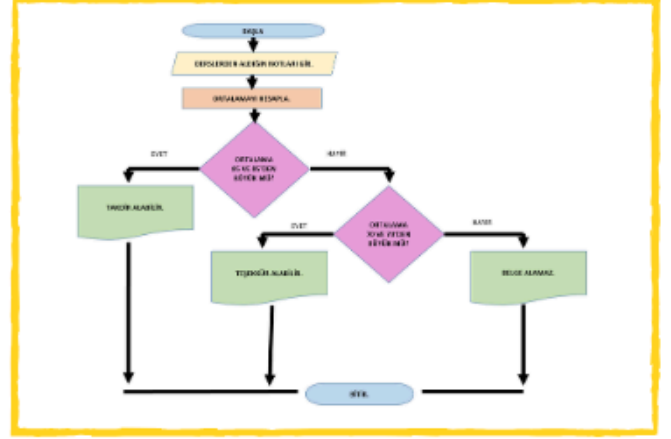 BAŞLA
DERSLERDEN ALDIĞIN NOTLARI GİR.
ORTALAMAYI HESAPLA.
ORTALAMA
85 VE 85'TEN
BÜYÜK MÜ?
EVET
HAYIR
TAKDİR ALABİLİR.
ORTALAMA
70 VE 70'TEN
BÜYÜK MÜ?
EVET
HAYIR
TEŞEKKÜR ALABİLİR.
BELGE ALAMAZ.
BİTİR.